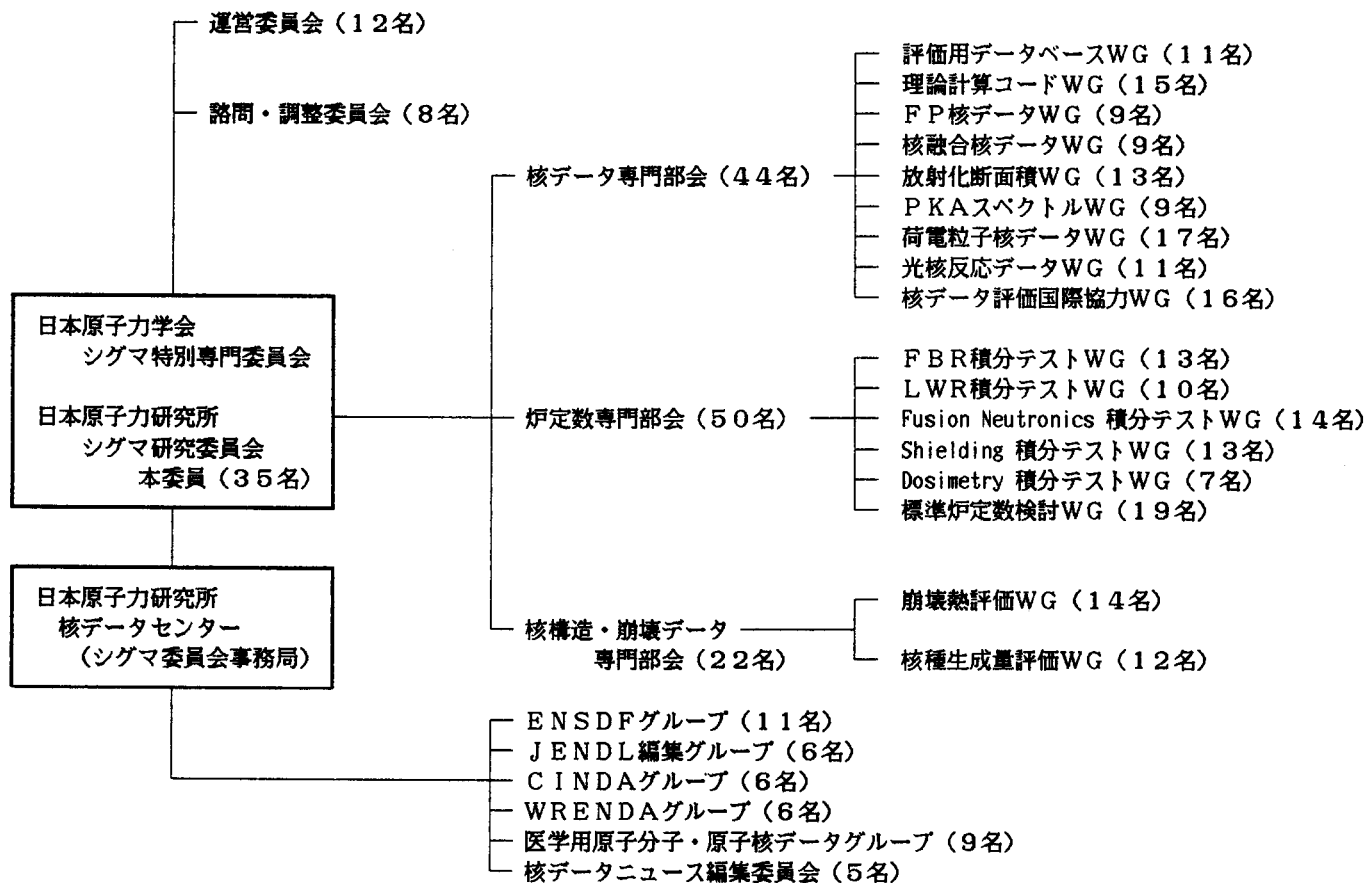 運営委員会（１２名）
諮問・調整委員会（８名）
日本原子力学会
シグマ特別専門委員会
日本原子力研究所
シグマ研究委員会
本委員（３５名）
日本原子力研究所
核データセンター
（シグマ委員会事務局）
核データ専門部会（４４名）
評価用データベースＷＧ（１１名）
理論計算コードＷＧ（１５名）
ＦＰ核データＷＧ（９名）
核融合核データＷＧ（９名）
放射化断面積ＷＧ（１３名）
ＰＫＡスペクトルＷＧ（９名）
荷電粒子核データＷＧ（１７名）
光核反応データＷＧ（１１名）
核データ評価国際協力ＷＧ（１６名）
炉定数専門部会（５０名）
ＦＢＲ積分テストＷＧ（１３名）
ＬＷＲ積分テストＷＧ（１０名）
Fusion Neutronics 積分テストＷＧ（１４名）
Shielding 積分テストＷＧ（１３名）
Dosimetry 積分テストＷＧ（７名）
標準炉定数検討ＷＧ（１９名）
核構造・崩壊データ
専門部会（２２名）
崩壊熱評価ＷＧ（１４名）
核種生成量評価ＷＧ（１２名）
ＥＮＳＤＦグループ（１１名）
ＪＥＮＤＬ編集グループ（６名）
ＣＩＮＤＡグループ（６名）
ＷＲＥＮＤＡグループ（６名）
医学用原子分子・原子核データグループ（９名）
核データニュース編集委員会（５名）